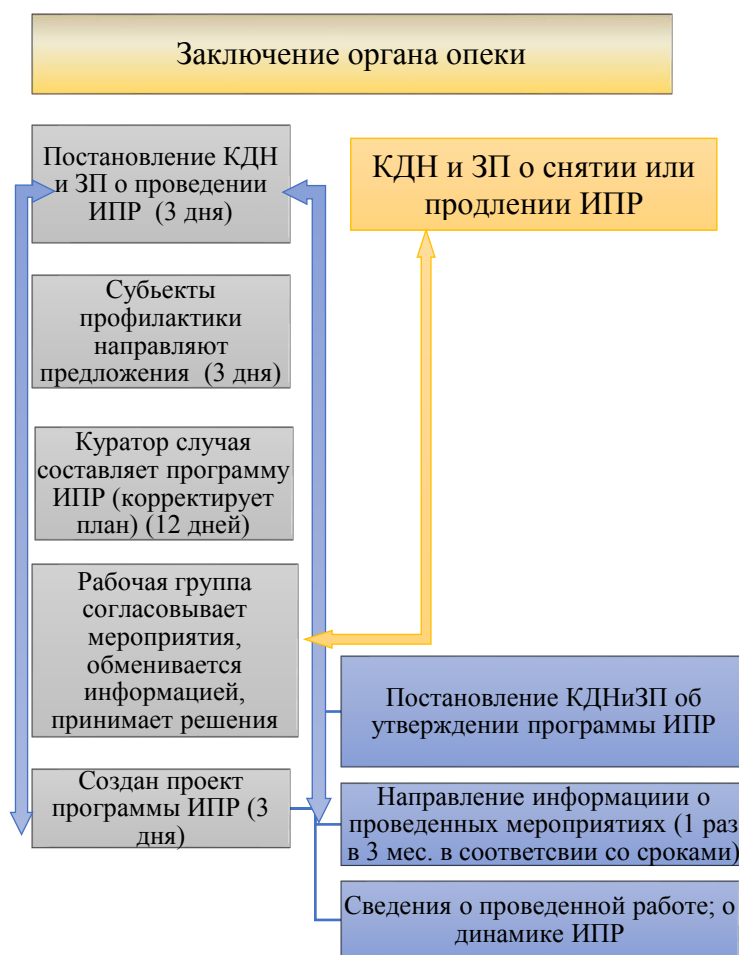 Заключение органа опеки
Постановление КДН
и ЗП о проведении
ИПР (3 дня)
КДН и ЗП о снятии или
продлении ИПР
Субьекты
профилактики
направляют
предложения (3 дня)
Куратор случая
составляет программу
ИПР (корректирует
план) (12 дней)
Рабочая группа
согласовывает
мероприятия,
обменивается
информацией,
принимает решения
Постановление КДНиЗП об
утверждении программы ИПР
Создан проект
программы ИПР (3
дня)
Направление информациии о
проведенных мероприятиях (1 раз
в 3 мес. в соответсвии со сроками)
Сведения о проведенной работе; о
динамике ИПР